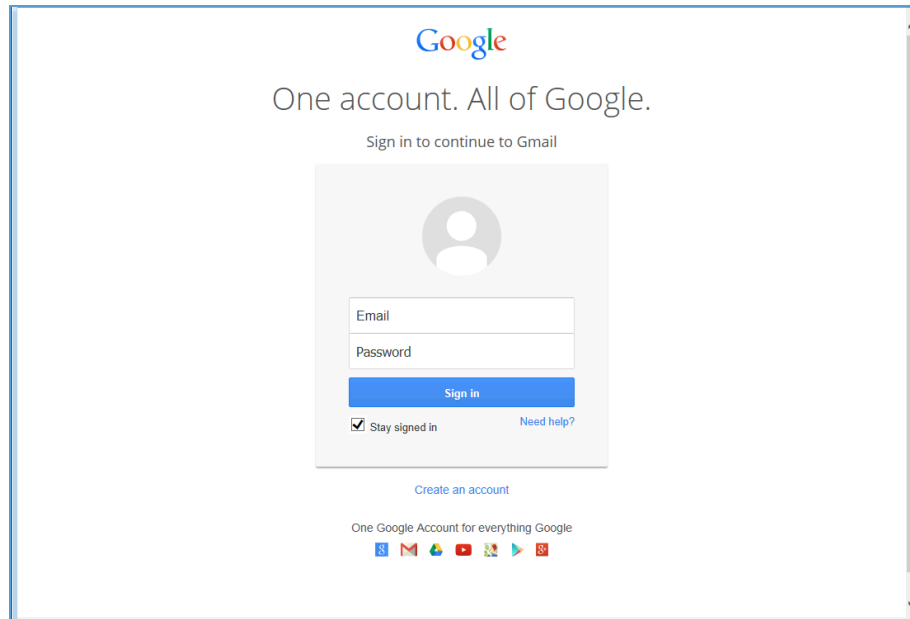 Google
One account. All of Google.
Sign in to continue to Gmail
Email
Password
Sign in
Stay signed in
Need help?
Create an account
One Google Account for everything Google